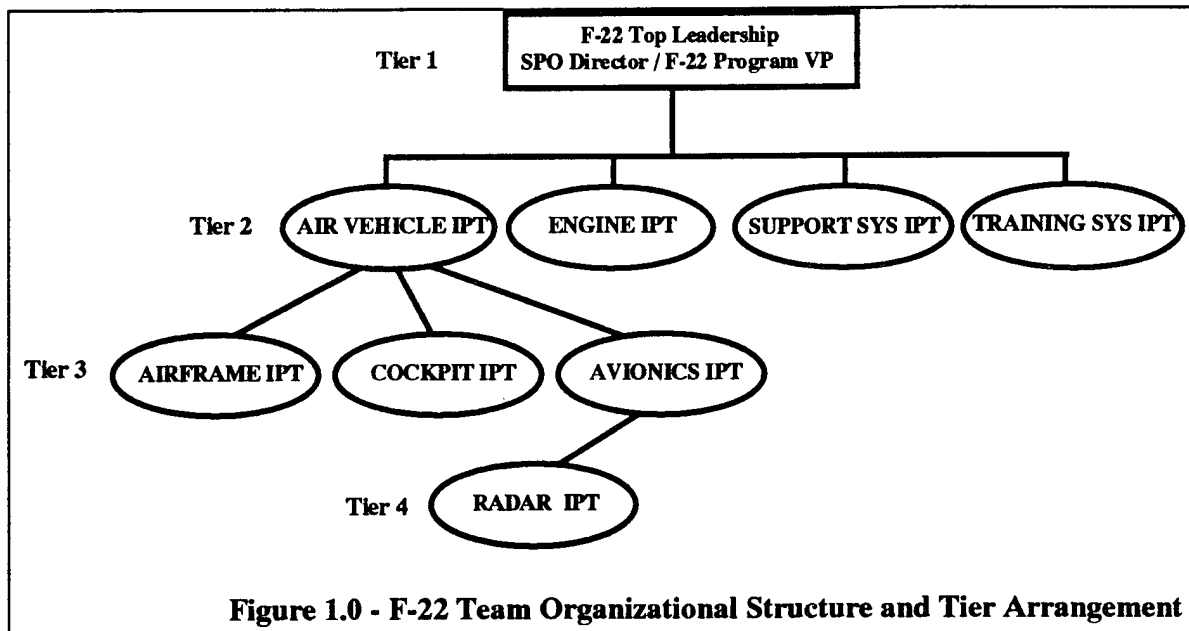 F-22 Top Leadership
Tier 1
SPO Director / F-22 Program VP
Tier 2
AIR VEHICLE IPT
ENGINE IPT
SUPPORT SYS IPT
TRAINING SYS IPT
Tier 3
AIRFRAME IPT
COCKPIT IPT
AVIONICS IPT
Tier 4
RADAR IPT
Figure 1.0 - F-22 Team Organizational Structure and Tier Arrangement